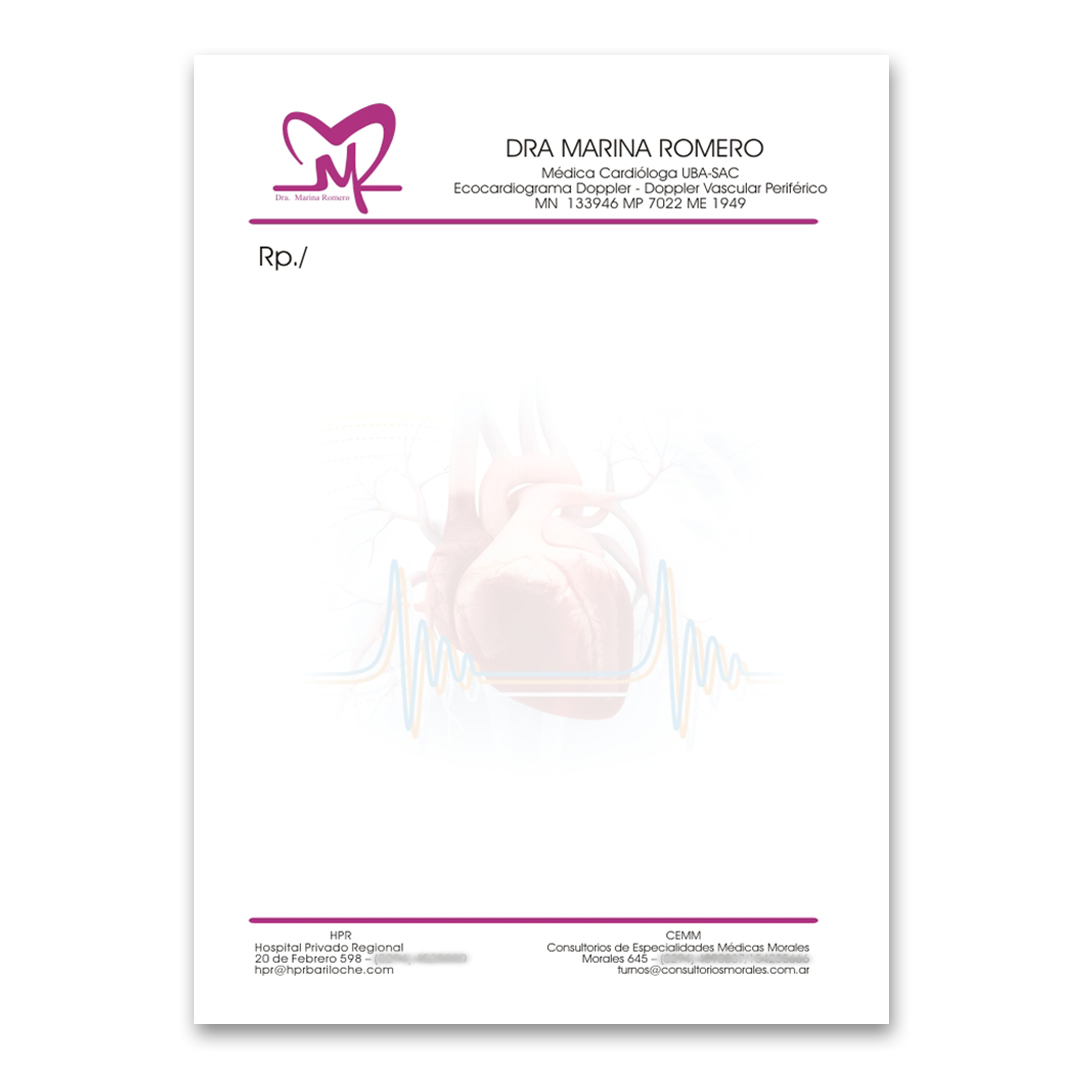 Dra. Marina Romero
DRA MARINA ROMERO
Médica Cardióloga UBA-SAC
Ecocardiograma Doppler - Doppler Vascular Periférico
MN 133946 MP 7022 ME 1949
Rp./
HPR
Hospital Privado Regional
20 de Febrero 598 –
hpr@hprbariloche.com
CEMM
Consultorios de Especialidades Médicas Morales
Morales 645 –
turnos@consultoriosmorales.com.ar